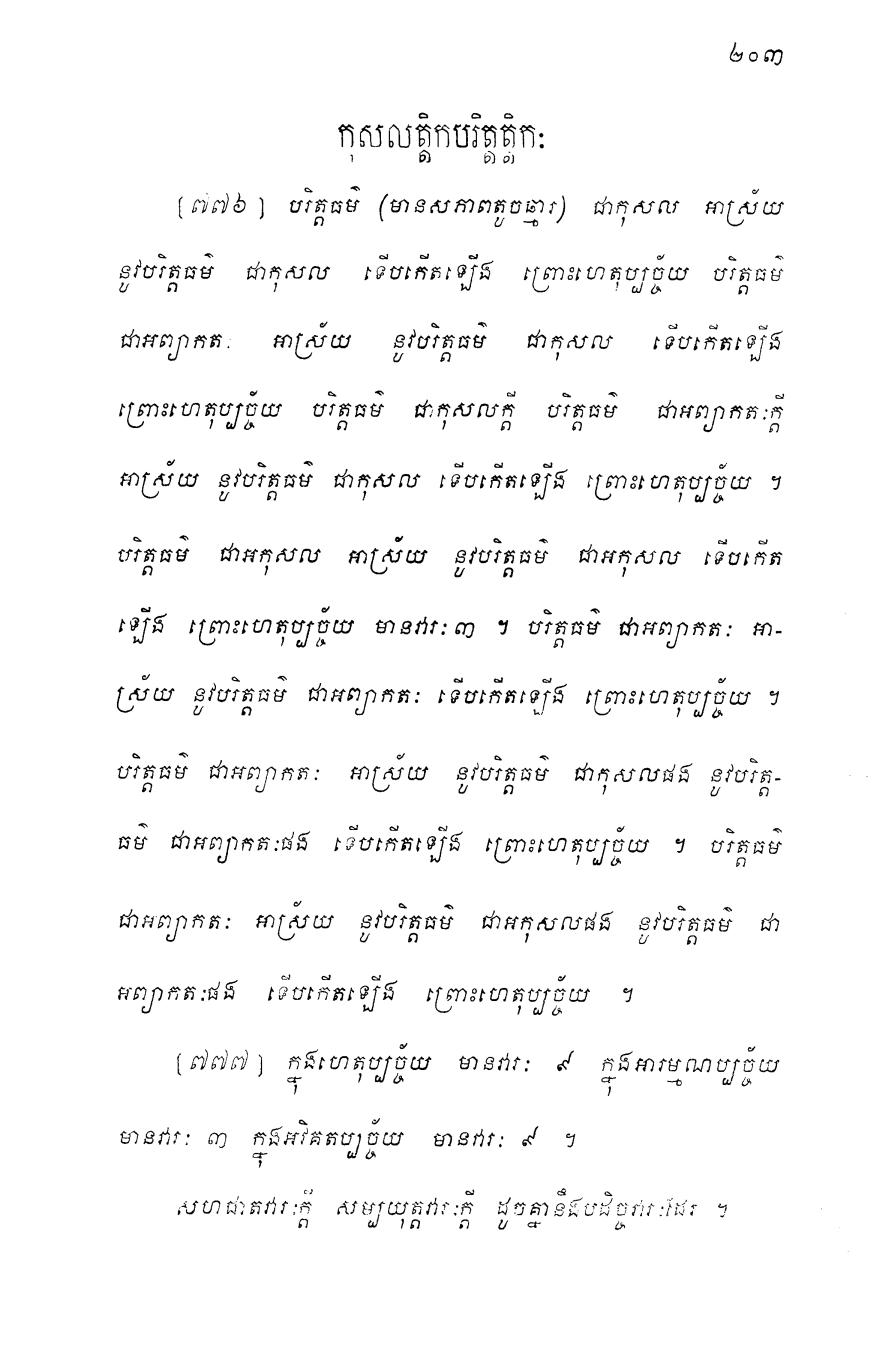 ២០៣
កុសលត្តិកបរិត្តត្តិកៈ
[៧៧៦] បរិត្តធម៌ (មានសភាពតូចឆ្មារ) ជាកុសល អាស្រ័យ
នូវបរិត្តធម៌ ជាកុសល ទើបកើតឡើង ព្រោះហេតុប្បច្ច័យ បរិត្តធម៌
ជាអព្យាកតៈ អាស្រ័យ នូវបរិត្តធម៌ ជាកុសល ទើបកើតឡើង
ព្រោះហេតុប្បច្ច័យ បរិត្តធម៌ ជាកុសលក្តី បរិត្តធម៌ ជាអព្យាកតៈក្តី
អាស្រ័យ នូវបរិត្តធម៌ ជាកុសល ទើបកើតឡើង ព្រោះហេតុប្បច្ច័យ ។
បរិត្តធម៌ ជាអកុសល អាស្រ័យ នូវបរិត្តធម៌ ជាអកុសល ទើបកើត
ឡើង ព្រោះហេតុប្បច្ច័យ មានវារៈ៣ ។ បរិត្តធម៌ ជាអព្យាកតៈ អា-
ស្រ័យ នូវបរិត្តធម៌ ជាអព្យាកតៈ ទើបកើតឡើង ព្រោះហេតុប្បច្ច័យ ។
បរិត្តធម៌ ជាអព្យាកតៈ អាស្រ័យ នូវបរិត្តធម៌ ជាកុសលផង នូវបរិត្ត-
ធម៌ ជាអព្យាកតៈផង ទើបកើតឡើង ព្រោះហេតុប្បច្ច័យ ។ បរិត្តធម៌
ជាអព្យាកតៈ អាស្រ័យ នូវបរិត្តធម៌ ជាអកុសលផង នូវបរិត្តធម៌ ជា
អព្យាកតៈផង ទើបកើតឡើង ព្រោះហេតុប្បច្ច័យ ។
[៧៧៧] ក្នុងហេតុប្បច្ច័យ មានវារៈ ៩ ក្នុងអារម្មណប្បច្ច័យ
មានវារៈ ៣ ក្នុងអវិគតប្បច្ច័យ មានវារៈ ៩ ។
សហជាតវារៈក្តី សម្បយុត្តវារៈក្តី ដូចគ្នានឹងបដិច្ចវារៈដែរ ។